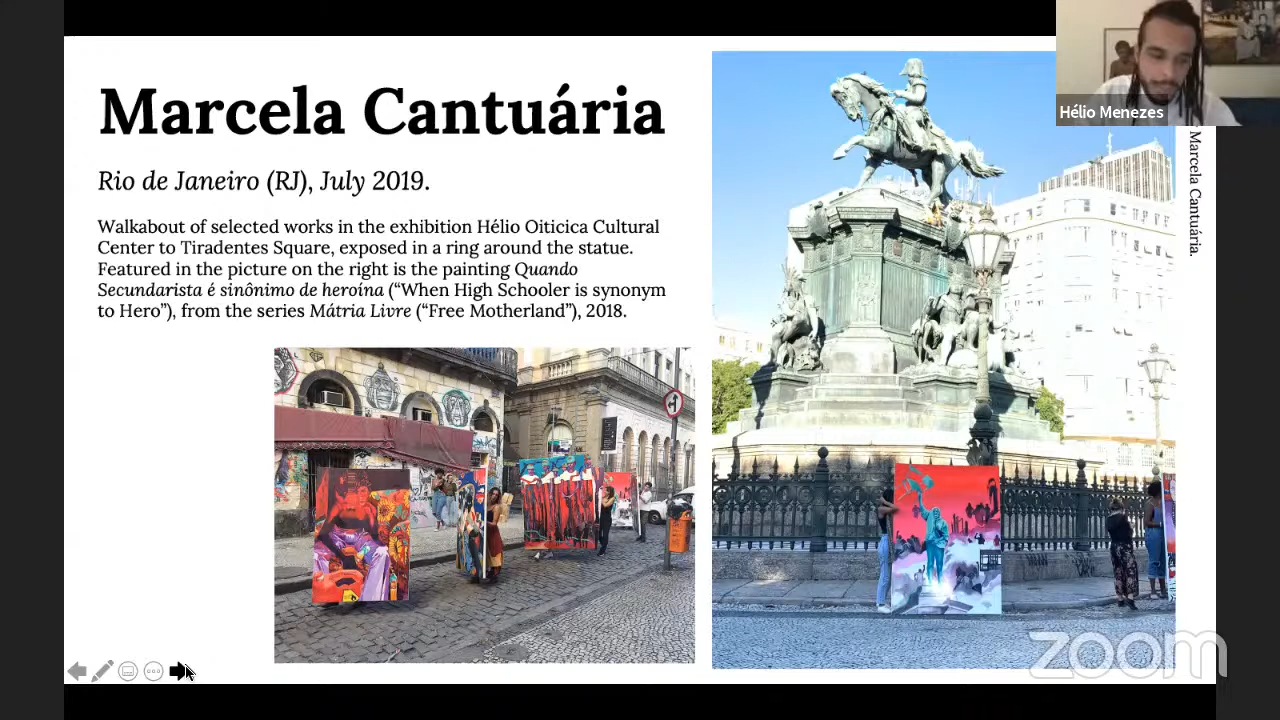 Marcela Cantuária
Rio de Janeiro (RJ), July 2019.
Walkabout of selected works in the exhibition Hélio Oiticica Cultural
Center to Tiradentes Square, exposed in a ring around the statue.
Featured in the picture on the right is the painting Quando
Secundarista é sinônimo de heroína (“When High Schooler is synonym
to Hero”), from the series Mátria Livre (“Free Motherland”), 2018.
Hélio Menezes
Marcela Cantuária.
zoom